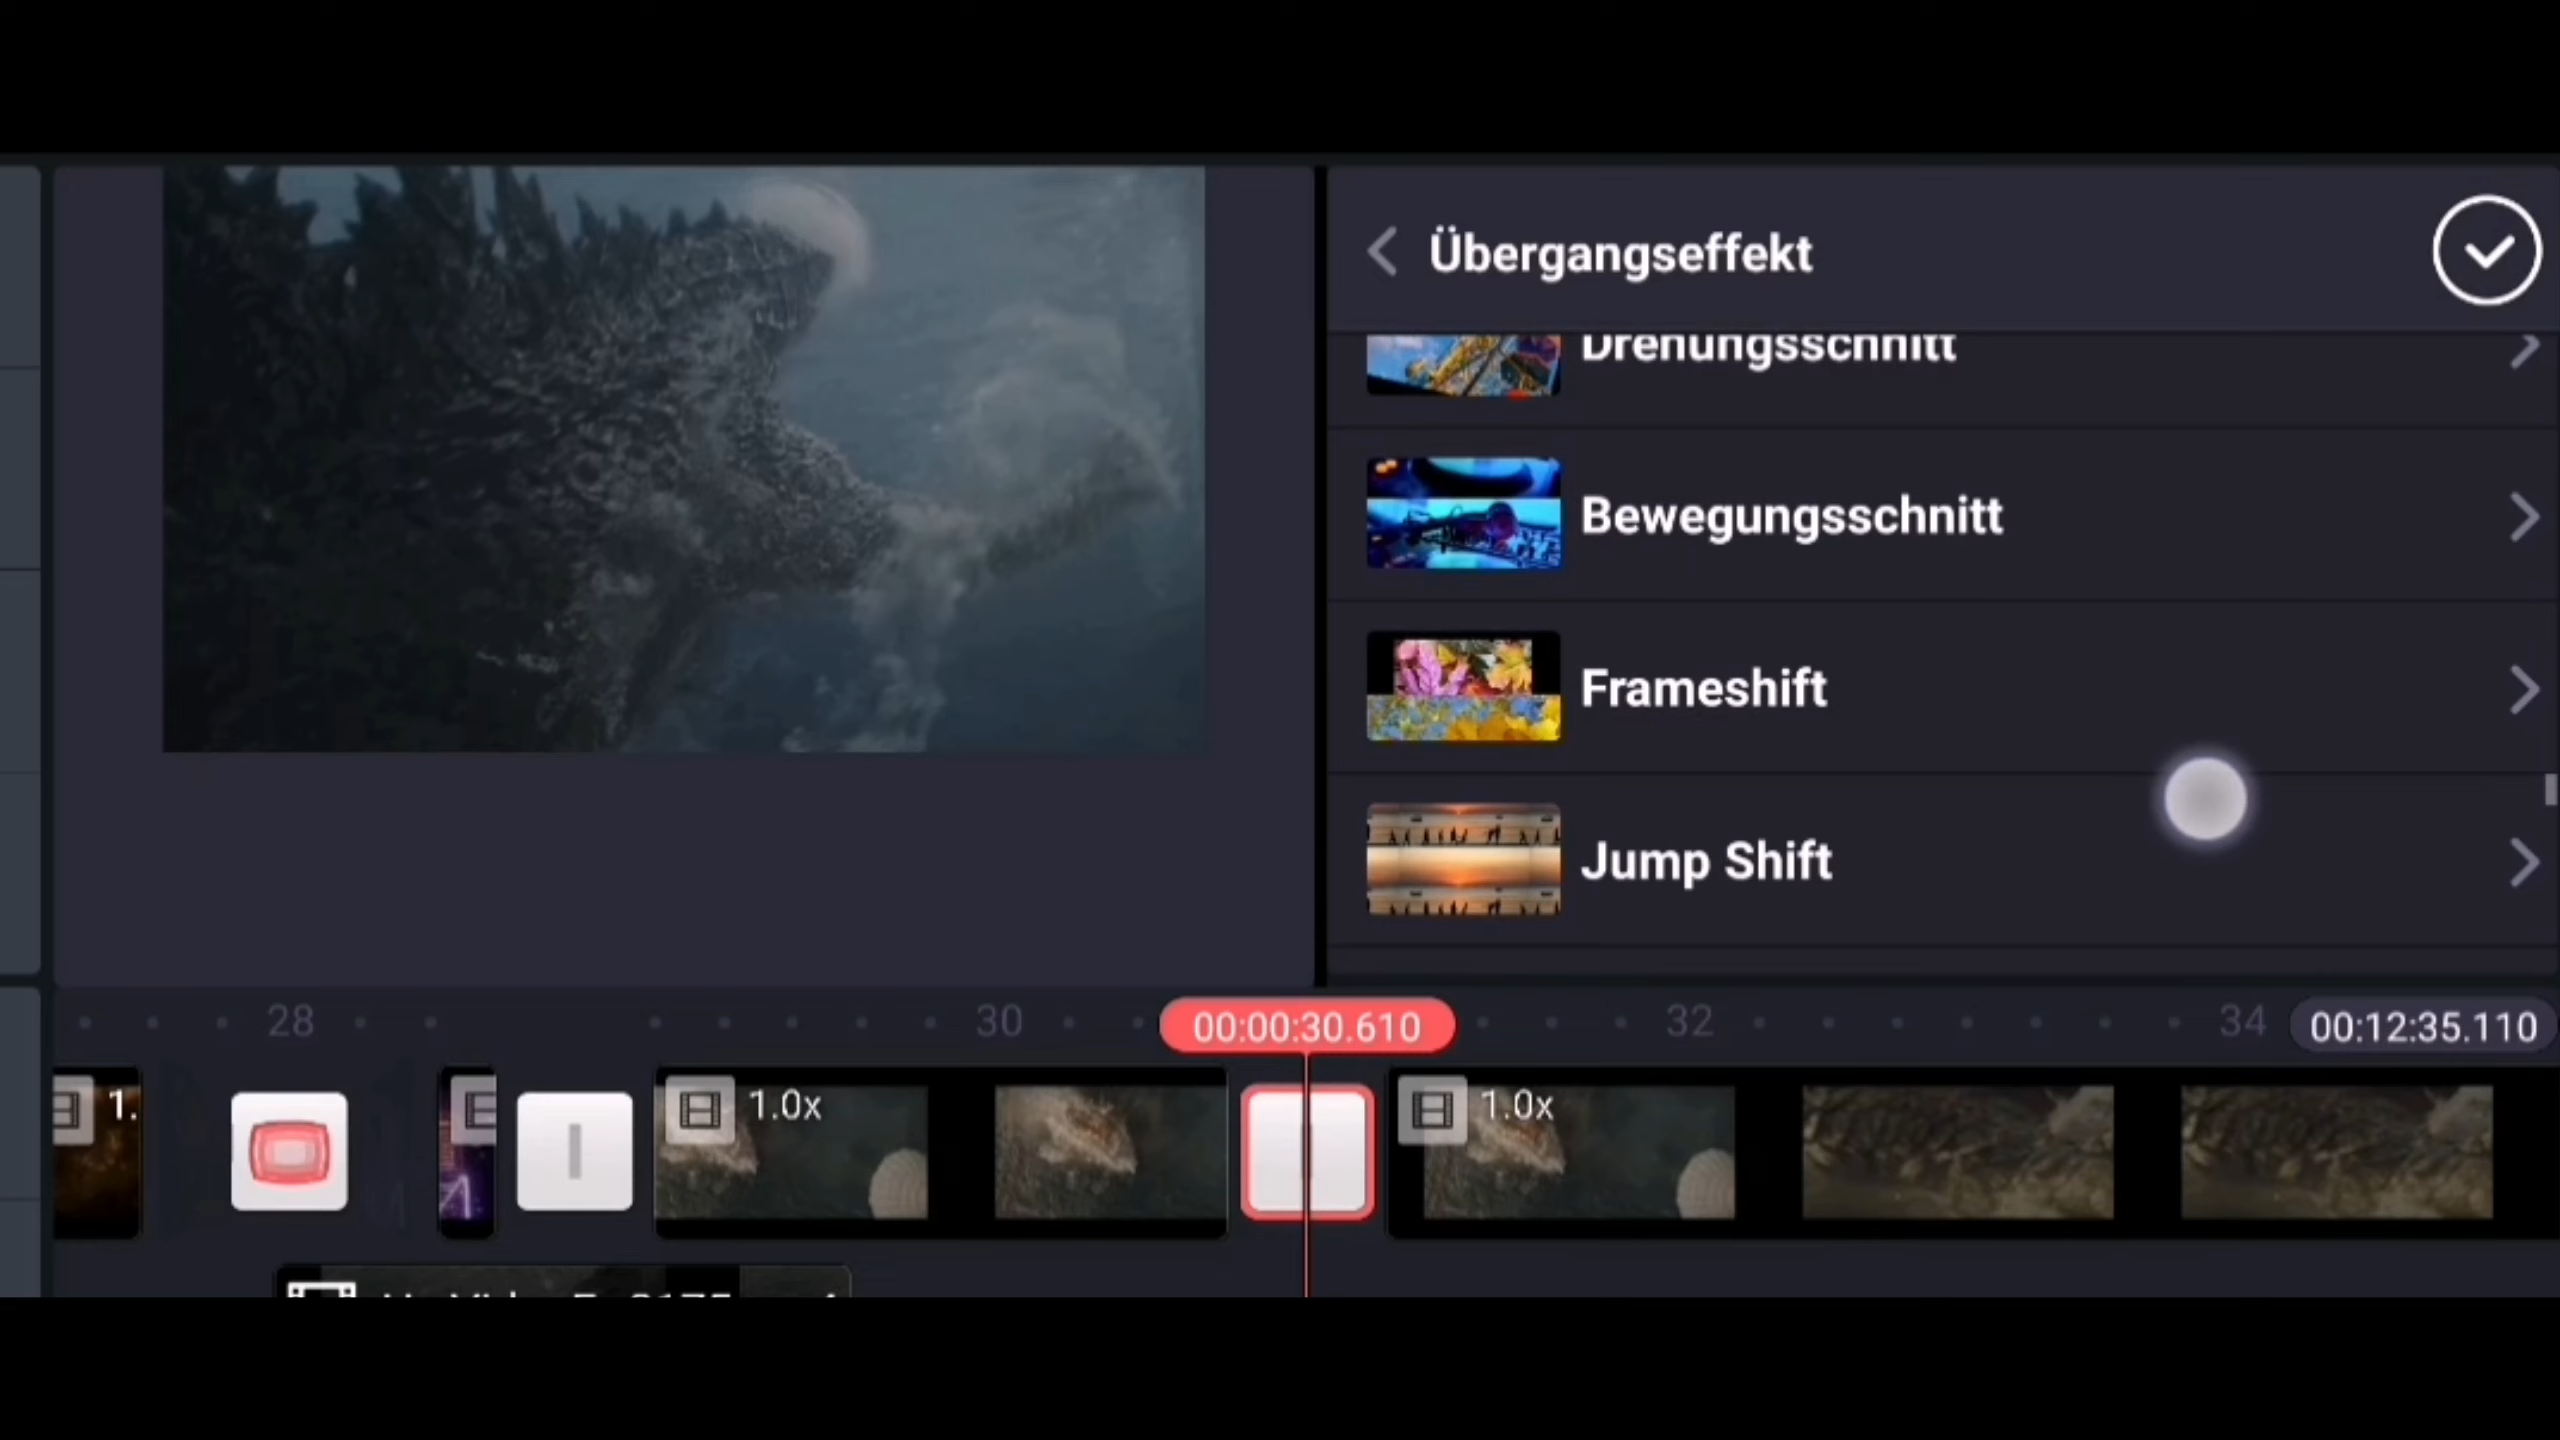 Übergangseffekt
Drehungsschnitt
Bewegungsschnitt
Frameshift
Jump Shift
28
30
00:00:30.610
32
34
00:12:35.110
1.
1.0x
1.0x